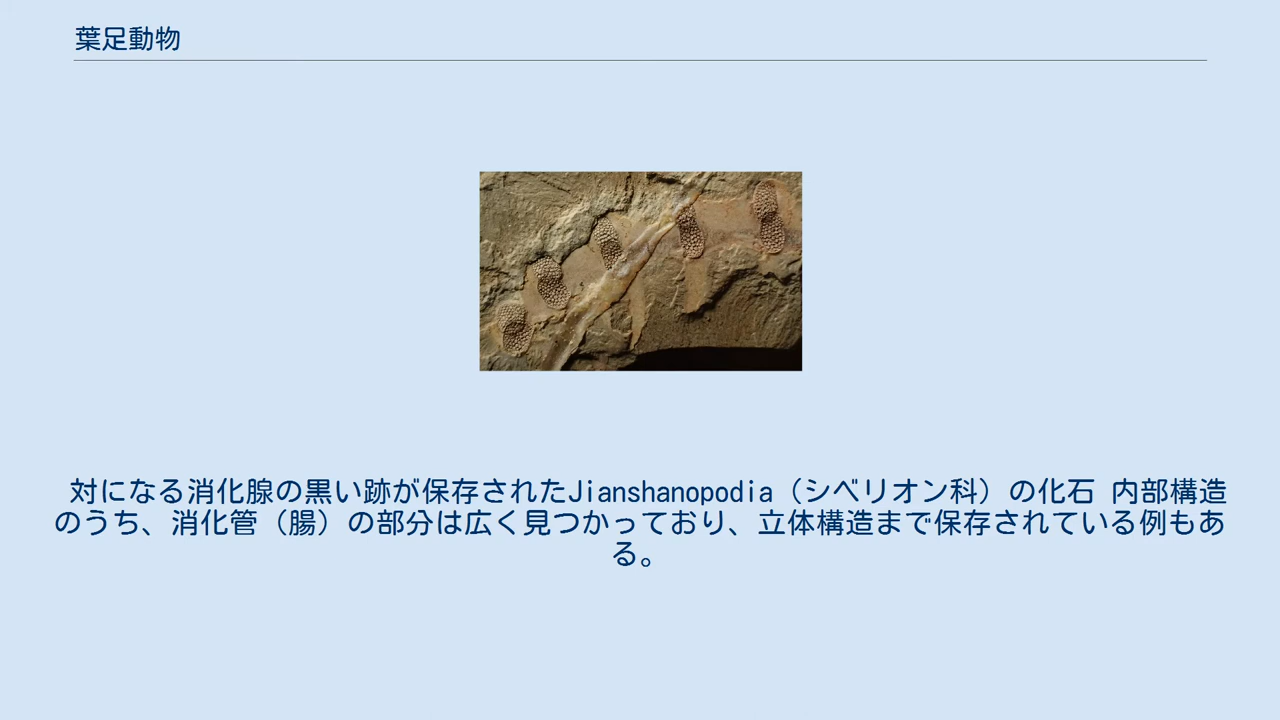 葉足動物
対になる消化腺の黒い跡が保存されたJianshanopodia（シベリオン科）の化石 内部構造
のうち、消化管（腸）の部分は広く見つかっており、立体構造まで保存されている例もあ
る。